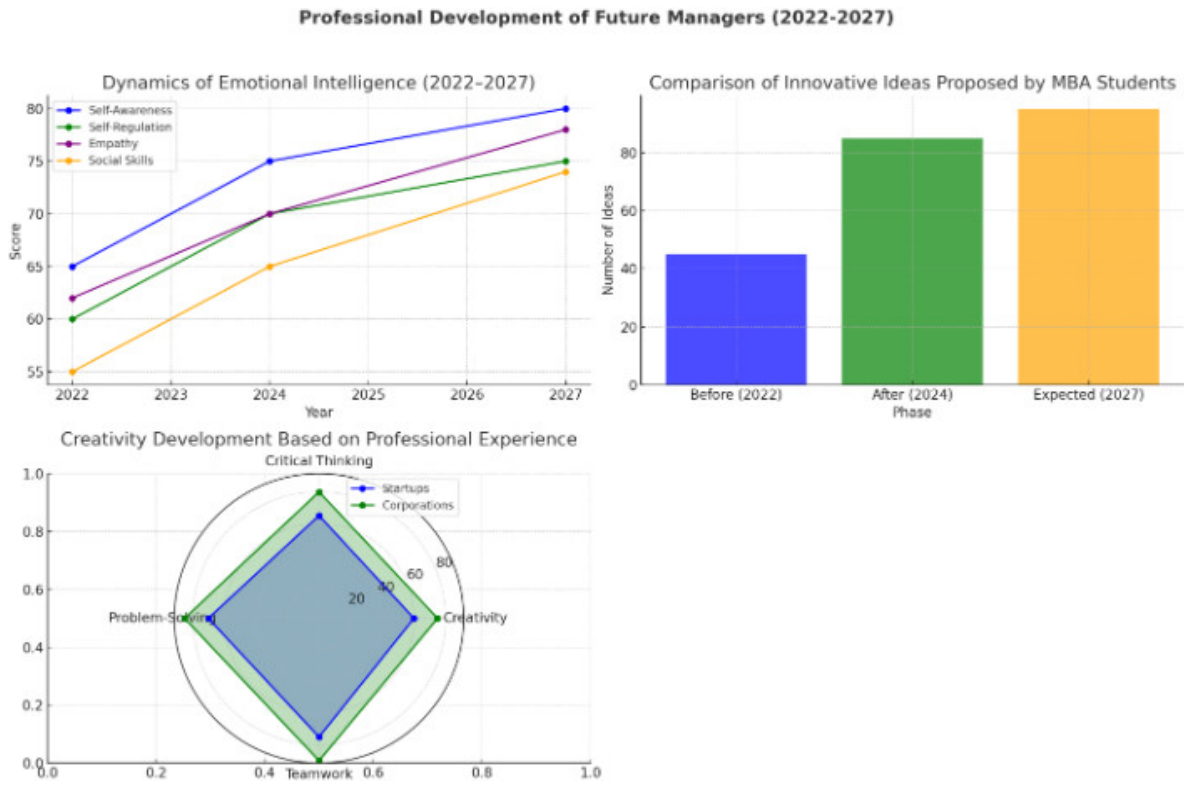 Professional Development of Future Managers (2022-2027)
Dynamics of Emotional Intelligence (2022–2027)
80
75
70
65
60
55
Score
Self-Awareness
Self-Regulation
Empathy
Social Skills
2022 2023 2024 2025 2026 2027
Year
Comparison of Innovative Ideas Proposed by MBA Students
80
60
40
20
0
Number of Ideas
Before (2022) After (2024) Expected (2027)
Phase
Creativity Development Based on Professional Experience
Critical Thinking
1.0
0.8
0.6
0.4
0.2
0.0
Startups
Corporations
80
60
40
20
Problem-Solving
Creativity
Teamwork
0.0 0.2 0.4 0.6 0.8 1.0